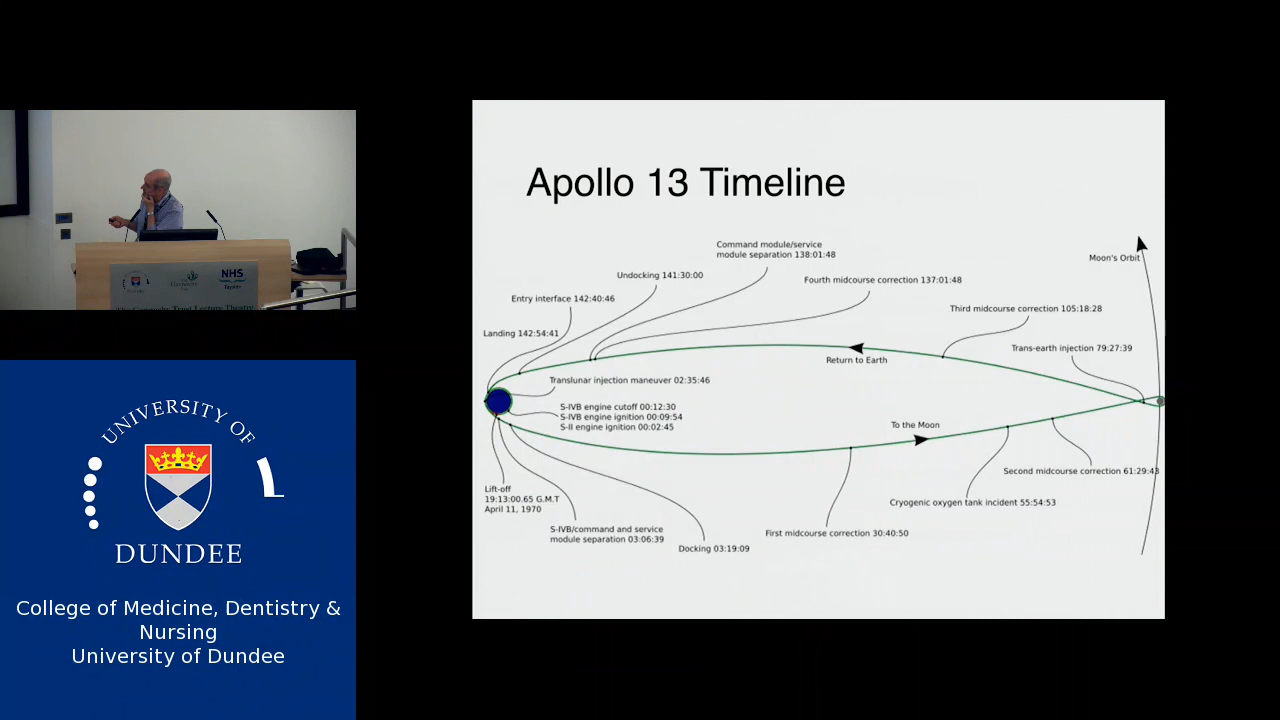 Apollo 13 Timeline
Command module/service
module separation 138:01:48
Undocking 141:30:00
Fourth midcourse correction 137:01:48
Entry interface 142:40:46
Third midcourse correction 105:18:28
Landing 142:54:41
Trans-earth injection 79:27:39
Moon's Orbit
Return to Earth
Translunar injection maneuver 02:35:46
S-IVB engine cutoff 00:12:30
S-IVB engine ignition 00:09:54
S-II engine ignition 00:02:45
To the Moon
Second midcourse correction 61:29:43
Cryogenic oxygen tank incident 55:54:53
Lift-off
19:13:00.65 G.M.T
April 11, 1970
S-IVB/command and service
module separation 03:06:39
Docking 03:19:09
First midcourse correction 30:40:50
NHS
Tayside
UNIVERSITY OF
DUNDEE
College of Medicine, Dentistry &
Nursing
University of Dundee